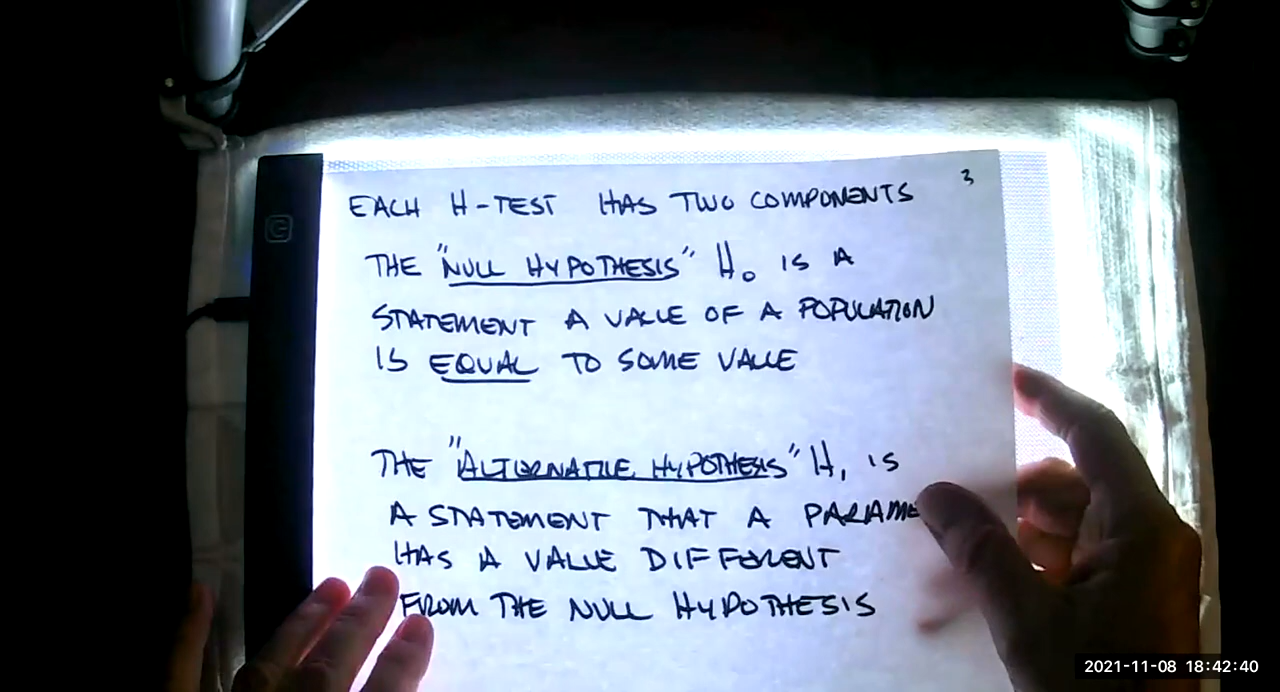 EACH H-TEST HAS TWO COMPONENTS 3
THE "NULL HYPOTHESIS" H₀ IS A
STATEMENT A VALUE OF A POPULATION
IS EQUAL TO SOME VALUE
THE "ALTERNATIVE HYPOTHESIS" H₁ IS
A STATEMENT THAT A PARAME
HAS A VALUE DIFFERENT
FROM THE NULL HYPOTHESIS
2021-11-08 18:42:40